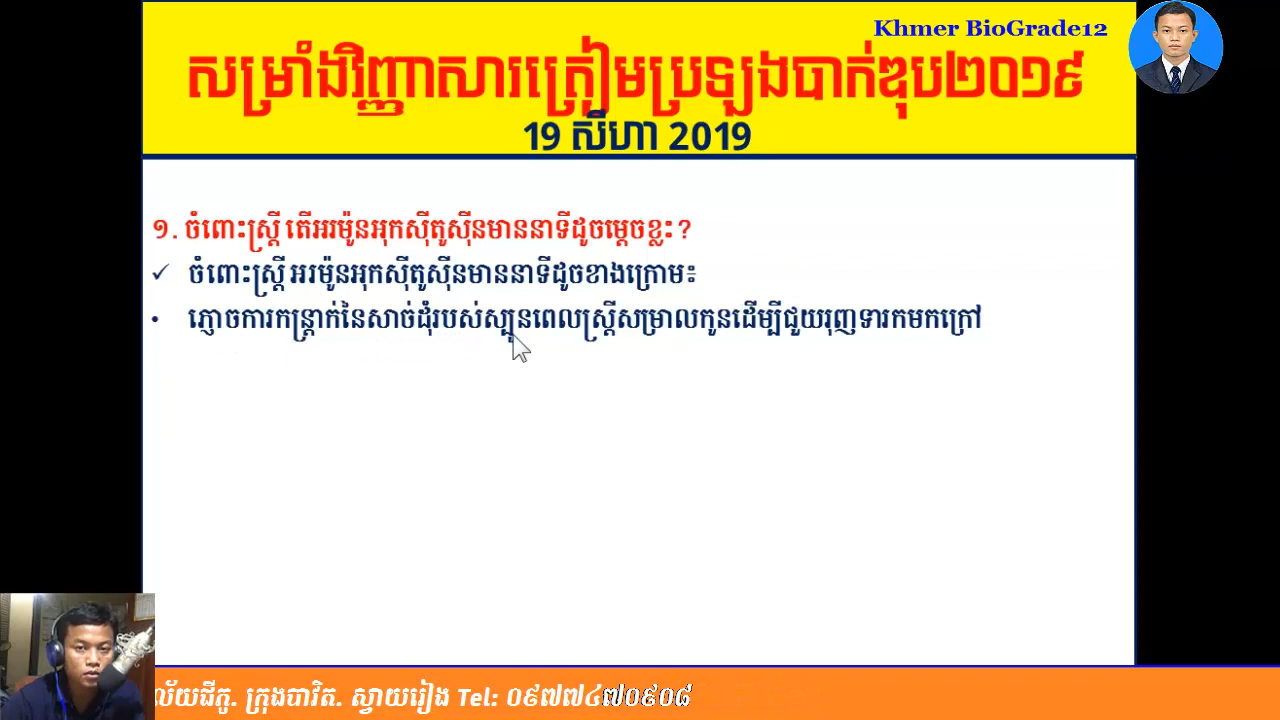 Khmer BioGrade12
សម្រាំងវិញ្ញាសារត្រៀមប្រឡងបាក់ឌុប២០១៩
19 សីហា 2019
១. ចំពោះស្ត្រី តើអរម៉ូនអុកស៊ីតូស៊ីនមាននាទីដូចម្ដេចខ្លះ?
✓ ចំពោះស្ត្រី អរម៉ូនអុកស៊ីតូស៊ីនមាននាទីដូចខាងក្រោម៖
• ភ្ញោចការកន្ត្រាក់នៃសាច់ដុំរបស់ស្បូនពេលស្ត្រីសម្រាលកូនដើម្បីជួយរុញទារកមកក្រៅ
ល័យជីភូ. ក្រុងបាវិត. ស្វាយរៀង Tel: ០៩៧៧៤៧០៩០៨